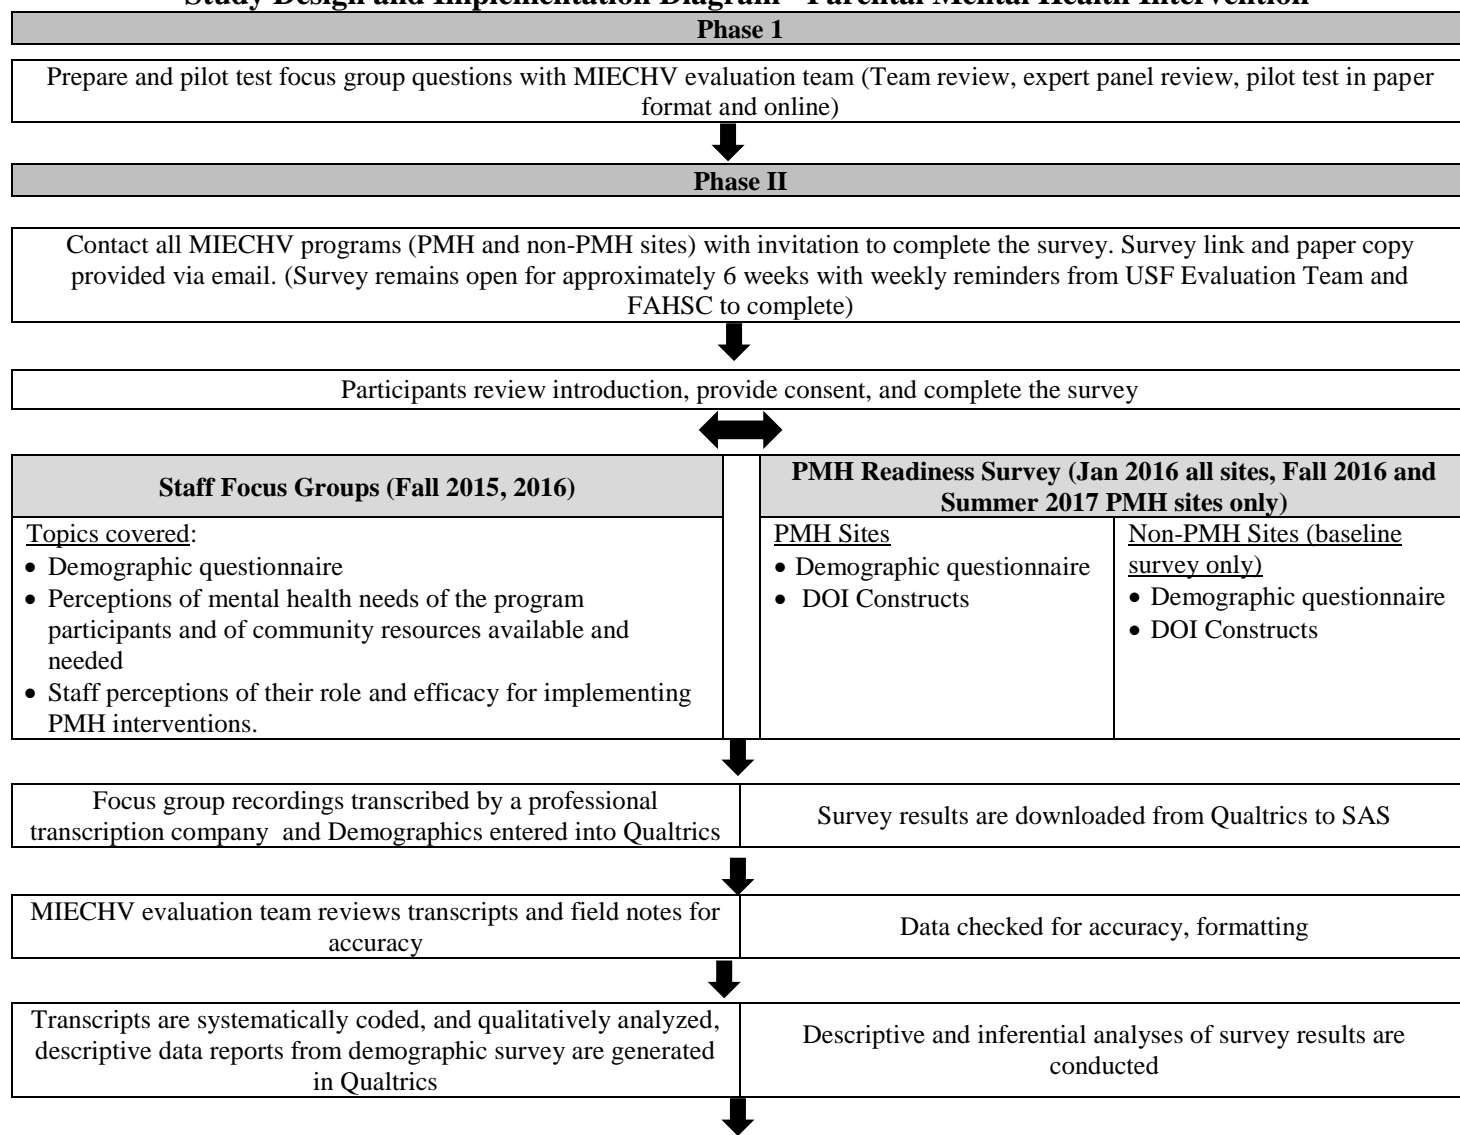 Study Design and Implementation Diagram - Parental Mental Health Intervention
Phase 1
Prepare and pilot test focus group questions with MIECHV evaluation team (Team review, expert panel review, pilot test in paper
format and online)
Phase II
Contact all MIECHV programs (PMH and non-PMH sites) with invitation to complete the survey. Survey link and paper copy
provided via email. (Survey remains open for approximately 6 weeks with weekly reminders from USF Evaluation Team and
FAHSC to complete)
Participants review introduction, provide consent, and complete the survey
Staff Focus Groups (Fall 2015, 2016)
Topics covered:
• Demographic questionnaire
• Perceptions of mental health needs of the program
participants and of community resources available and
needed
• Staff perceptions of their role and efficacy for implementing
PMH interventions.
PMH Readiness Survey (Jan 2016 all sites, Fall 2016 and
Summer 2017 PMH sites only)
PMH Sites
• Demographic questionnaire
• DOI Constructs
Non-PMH Sites (baseline
survey only)
• Demographic questionnaire
• DOI Constructs
Focus group recordings transcribed by a professional
transcription company and Demographics entered into Qualtrics
Survey results are downloaded from Qualtrics to SAS
MIECHV evaluation team reviews transcripts and field notes for
accuracy
Data checked for accuracy, formatting
Transcripts are systematically coded, and qualitatively analyzed,
descriptive data reports from demographic survey are generated
in Qualtrics
Descriptive and inferential analyses of survey results are
conducted